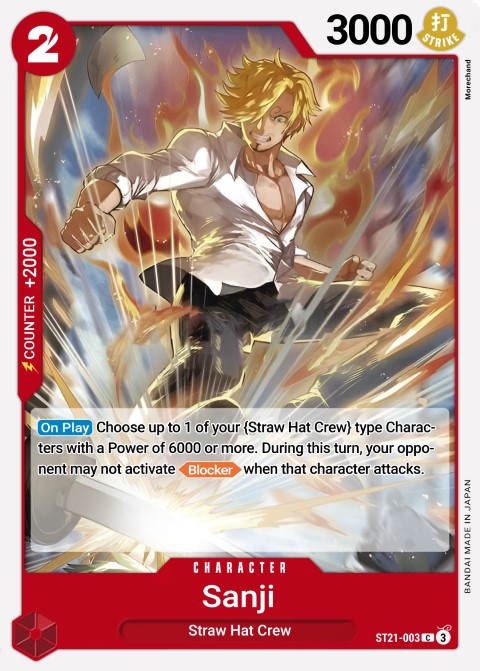 2
3000
打
STRIKE
Morechand
COUNTER +2000
On Play Choose up to 1 of your {Straw Hat Crew} type Charac-
ters with a Power of 6000 or more. During this turn, your oppo-
nent may not activate Blocker when that character attacks.
BANDAI MADE IN JAPAN
CHARACTER
Sanji
Straw Hat Crew
ST21-003 C 3